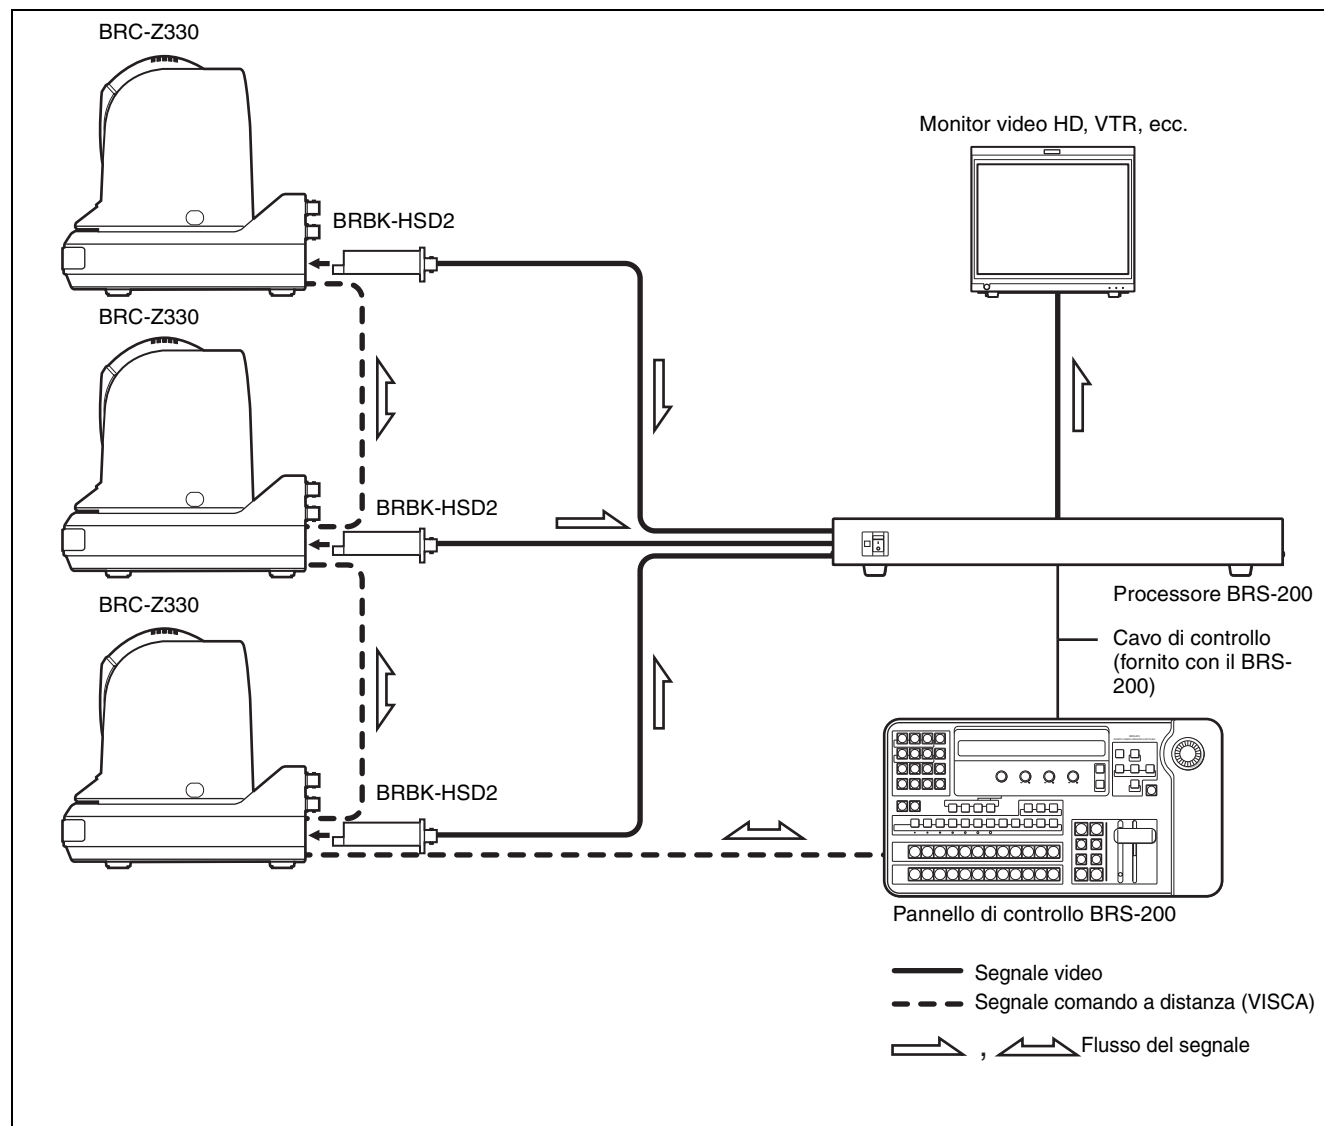 BRC-Z330
Monitor video HD, VTR, ecc.
BRBK-HSD2
BRC-Z330
BRBK-HSD2
BRC-Z330
Processore BRS-200
Cavo di controllo
(fornito con il BRS-
200)
BRBK-HSD2
Pannello di controllo BRS-200
Segnale video
Segnale comando a distanza (VISCA)
, Flusso del segnale